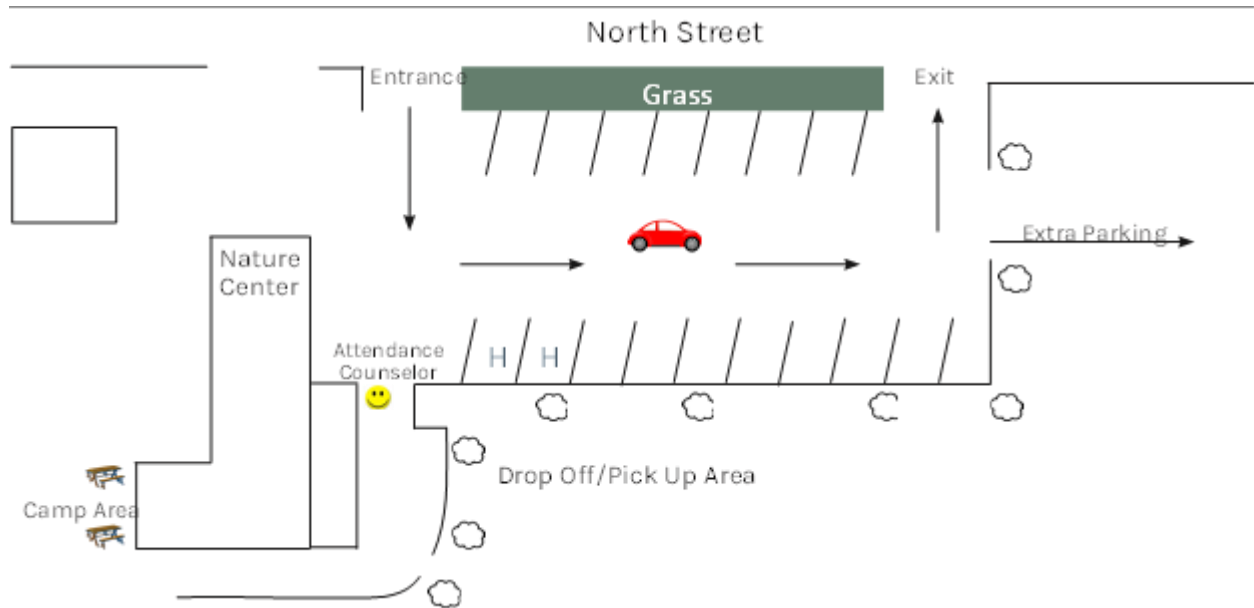 North Street
Entrance
Grass
Exit
Extra Parking
Nature
Center
Attendance
Counselor
H H
Drop Off/Pick Up Area
Camp Area